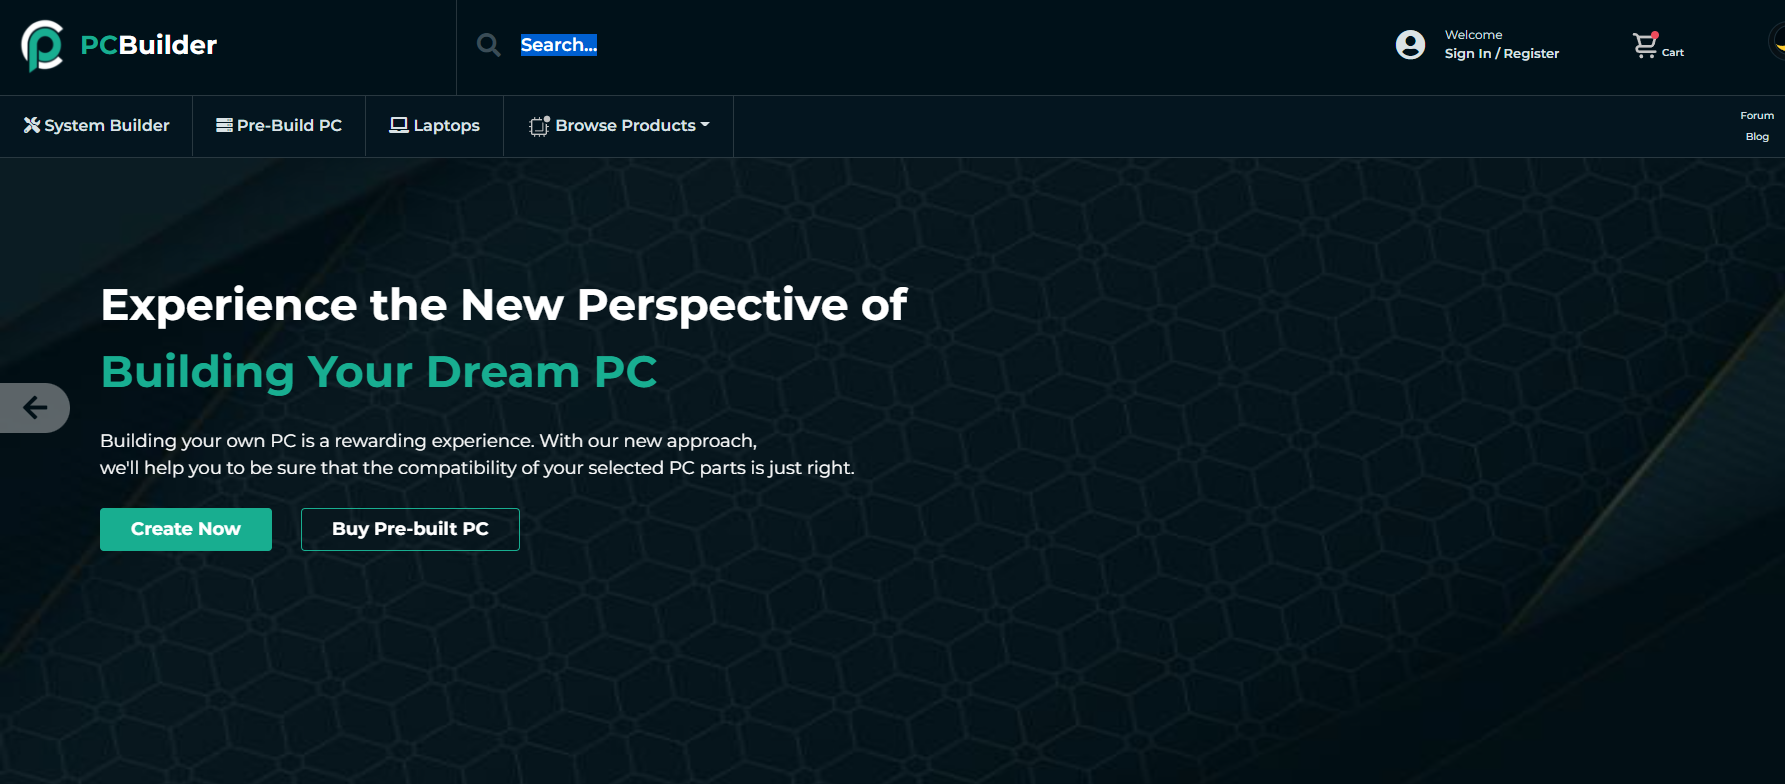 PCBuilder
Search...
Welcome
Sign In / Register
Cart
System Builder
Pre-Build PC
Laptops
Browse Products
Forum
Blog
Experience the New Perspective of
Building Your Dream PC
Building your own PC is a rewarding experience. With our new approach,
we'll help you to be sure that the compatibility of your selected PC parts is just right.
Create Now
Buy Pre-built PC